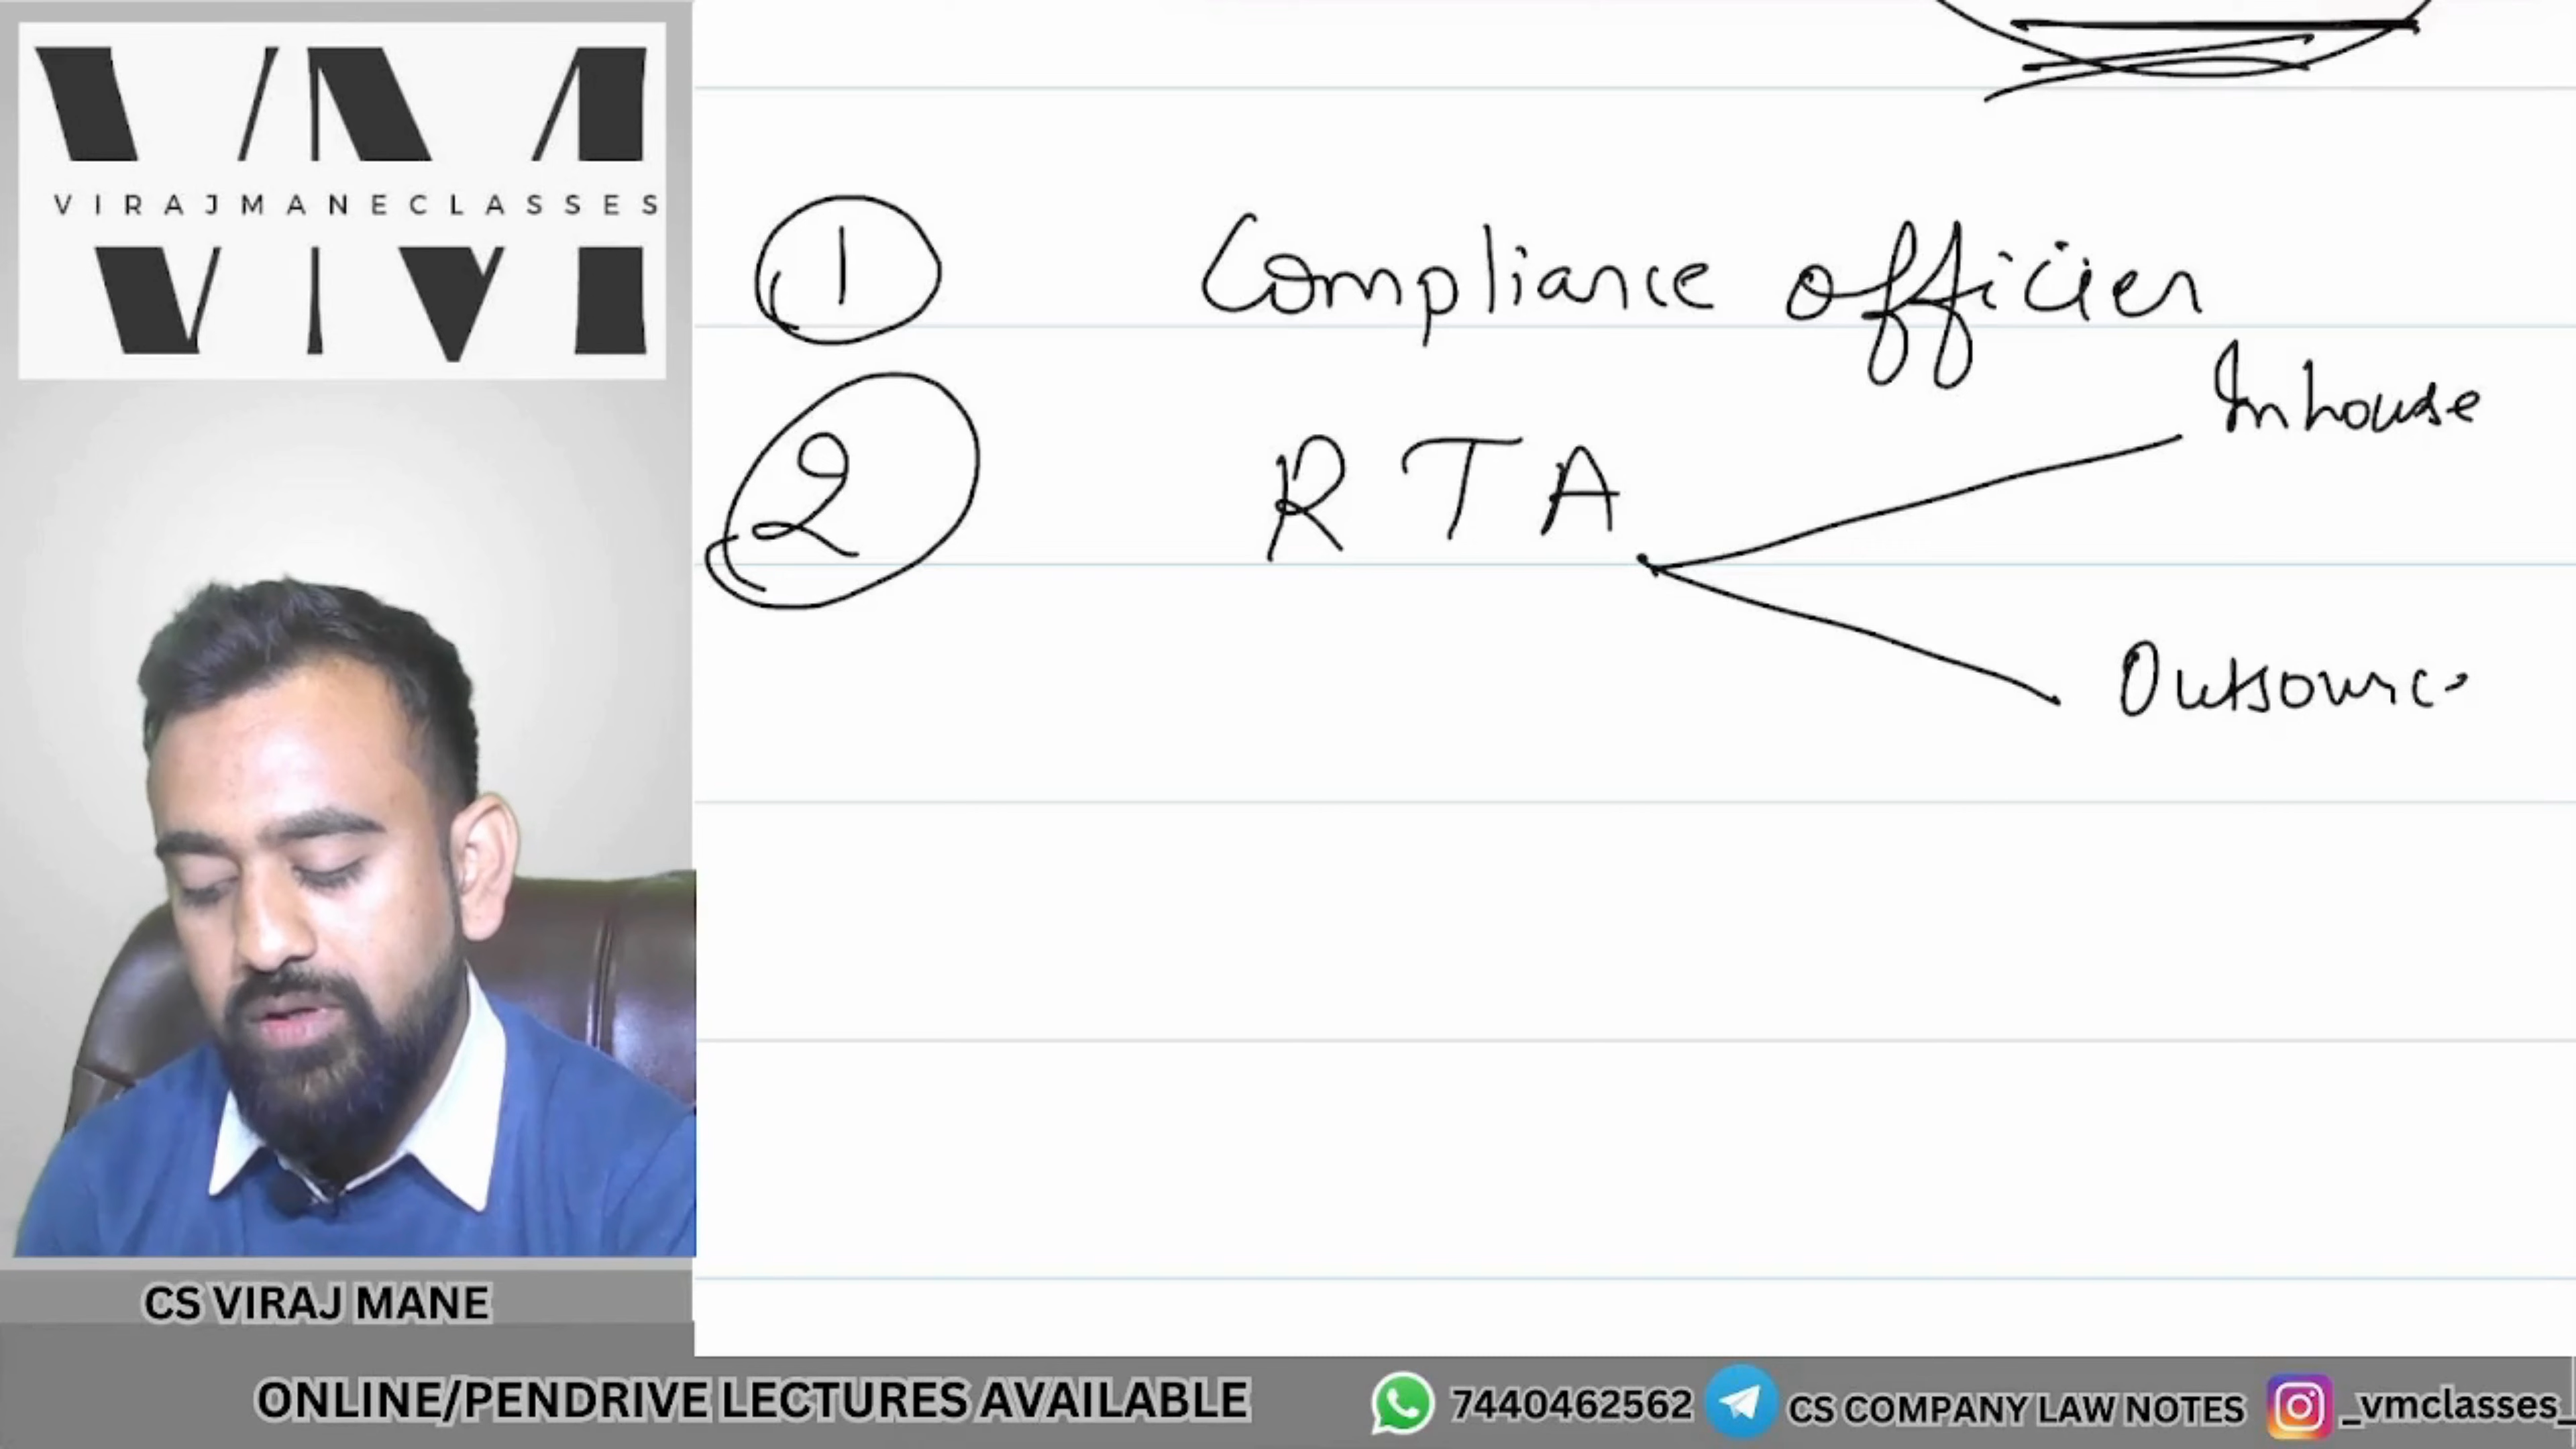 VIRAJMANECLASSES
1 Compliance officier
Inhouse
2 RTA
Outsource
CS VIRAJ MANE
ONLINE/PENDRIVE LECTURES AVAILABLE 7440462562 CS COMPANY LAW NOTES _vmclasses_